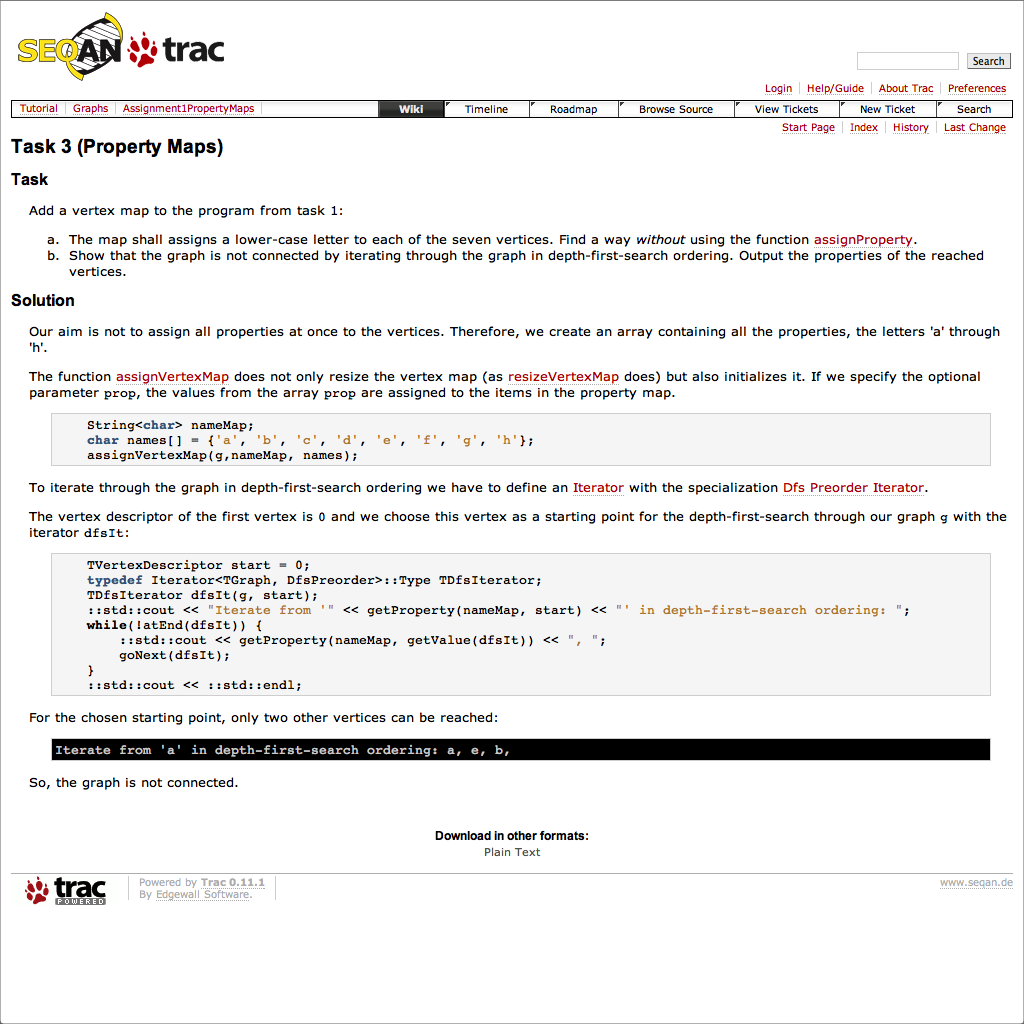 SEQAN trac
Search
Login Help/Guide About Trac Preferences
Tutorial Graphs Assignment1PropertyMaps Wiki Timeline Roadmap Browse Source View Tickets New Ticket Search
Start Page Index History Last Change
Task 3 (Property Maps)
Task
Add a vertex map to the program from task 1:
a. The map shall assigns a lower-case letter to each of the seven vertices. Find a way without using the function assignProperty.
b. Show that the graph is not connected by iterating through the graph in depth-first-search ordering. Output the properties of the reached
vertices.
Solution
Our aim is not to assign all properties at once to the vertices. Therefore, we create an array containing all the properties, the letters 'a' through
'h'.
The function assignVertexMap does not only resize the vertex map (as resizeVertexMap does) but also initializes it. If we specify the optional
parameter prop, the values from the array prop are assigned to the items in the property map.
String<char> nameMap;
char names[] = {'a', 'b', 'c', 'd', 'e', 'f', 'g', 'h'};
assignVertexMap(g,nameMap, names);
To iterate through the graph in depth-first-search ordering we have to define an Iterator with the specialization Dfs Preorder Iterator.
The vertex descriptor of the first vertex is 0 and we choose this vertex as a starting point for the depth-first-search through our graph g with the
iterator dfsIt:
TVertexDescriptor start = 0;
typedef Iterator<TGraph, DfsPreorder>::Type TDfsIterator;
TDfsIterator dfsIt(g, start);
::std::cout << "Iterate from '" << getProperty(nameMap, start) << "' in depth-first-search ordering: ";
while(!atEnd(dfsIt)) {
::std::cout << getProperty(nameMap, getValue(dfsIt)) << ", ";
goNext(dfsIt);
}
::std::cout << ::std::endl;
For the chosen starting point, only two other vertices can be reached:
Iterate from 'a' in depth-first-search ordering: a, e, b,
So, the graph is not connected.
Download in other formats:
Plain Text
trac POWERED
Powered by Trac 0.11.1
By Edgewall Software.
www.seqan.de